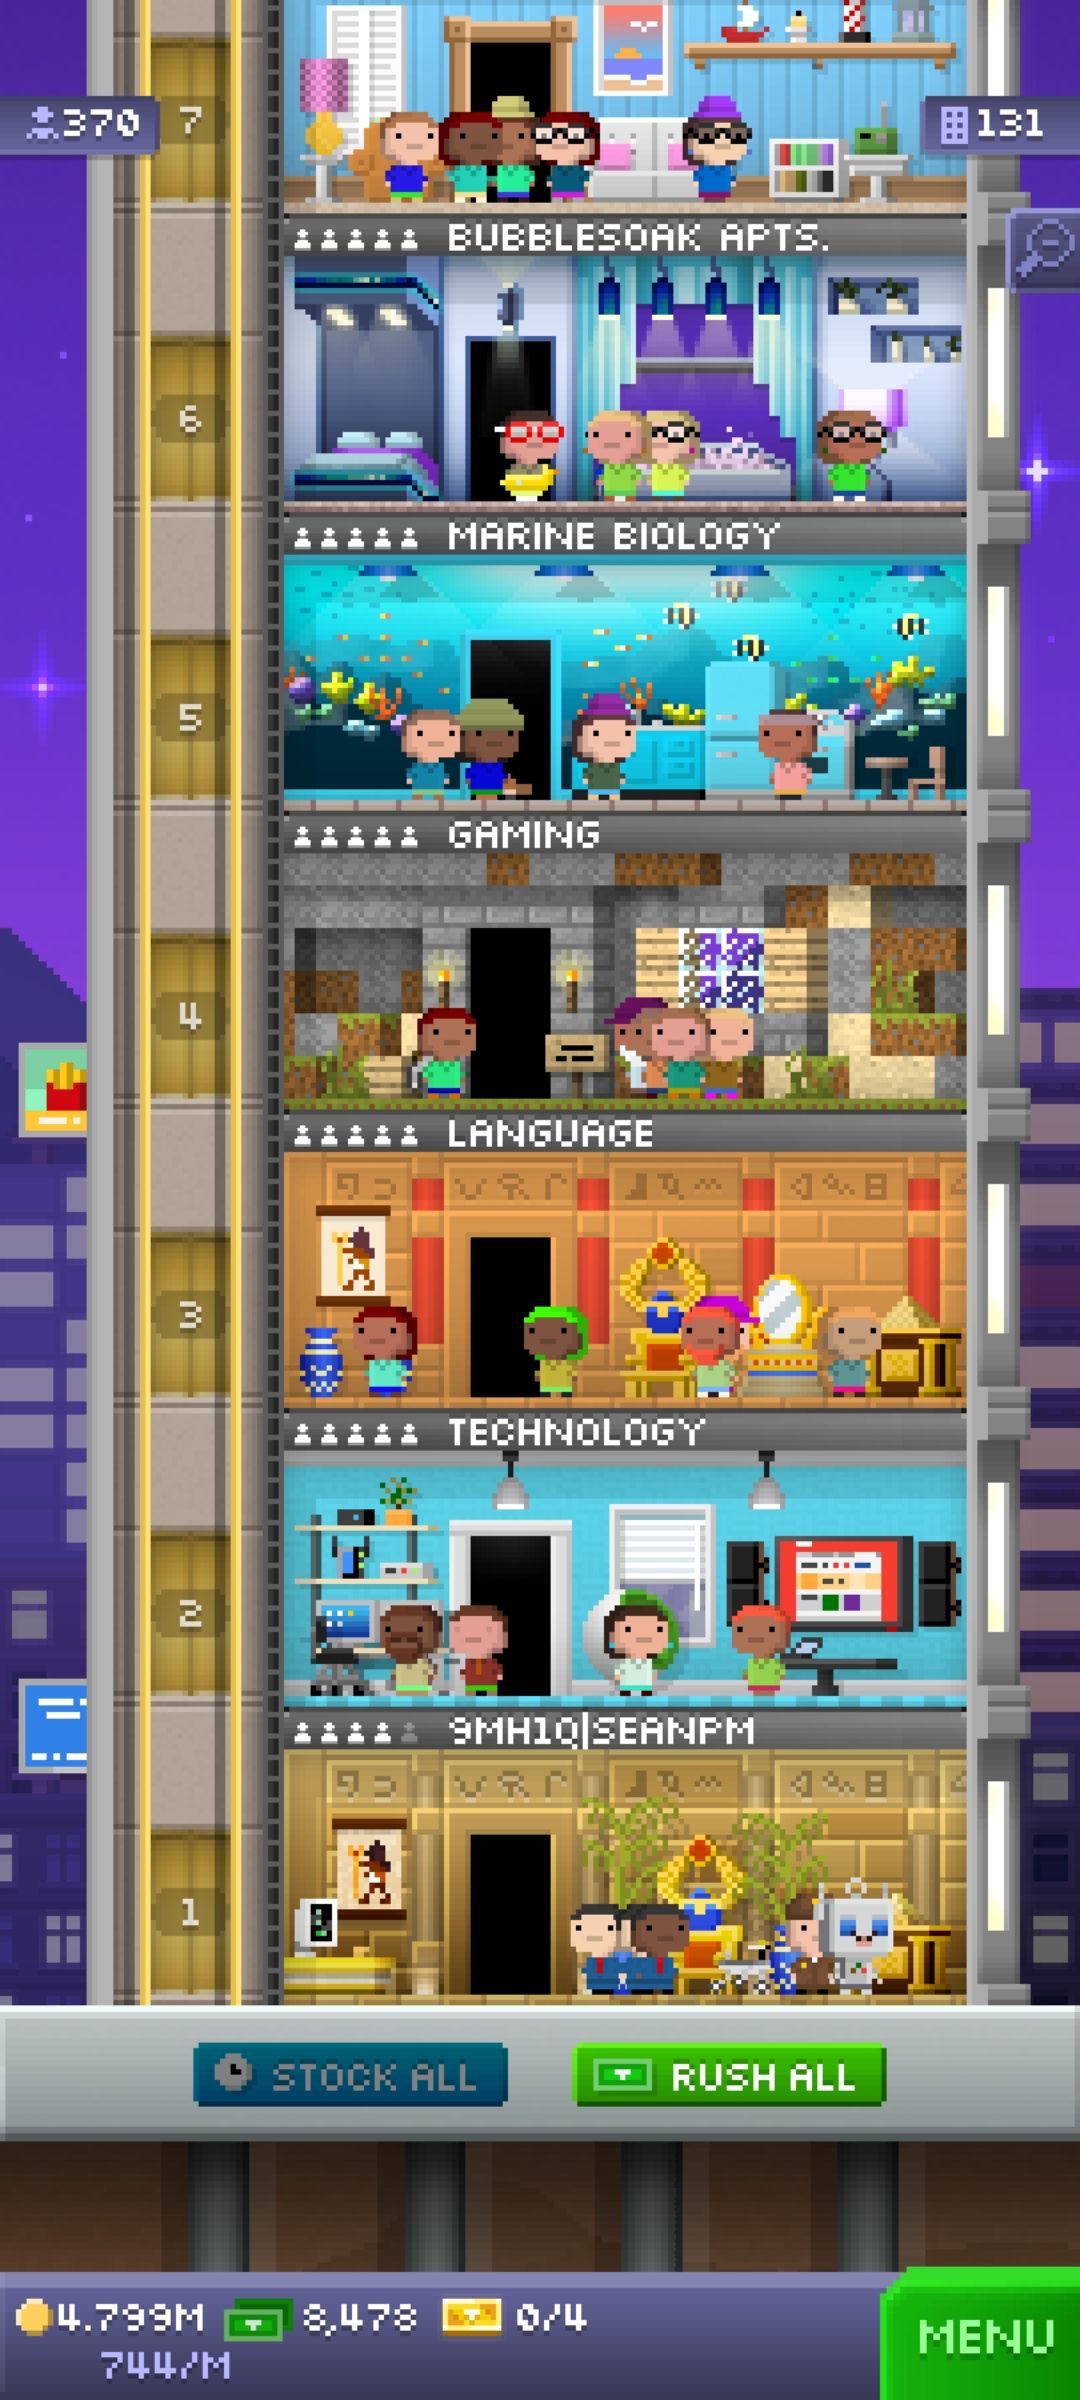 370
7
131
BUBBLESOAK APTS.
6
MARINE BIOLOGY
5
GAMING
4
LANGUAGE
3
TECHNOLOGY
2
9MH1Q|SEANPM
1
STOCK ALL
RUSH ALL
4.799M 8,478 0/4
744/M
MENU